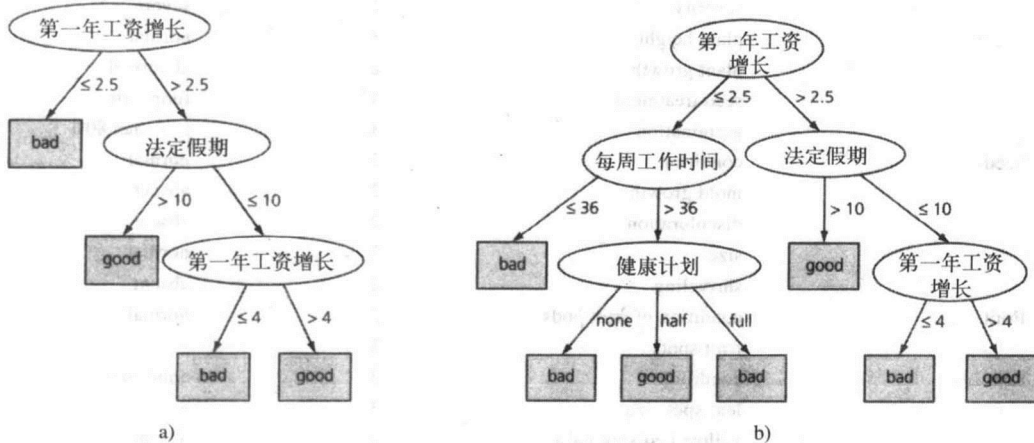 第一年工资增长
≤ 2.5
> 2.5
bad
法定假期
> 10
≤ 10
good
第一年工资增长
≤ 4
> 4
bad
good
a)
第一年工资
增长
≤ 2.5
> 2.5
每周工作时间
法定假期
≤ 36
> 36
> 10
≤ 10
bad
健康计划
good
第一年工资
增长
none
half
full
≤ 4
> 4
bad
good
bad
bad
good
b)